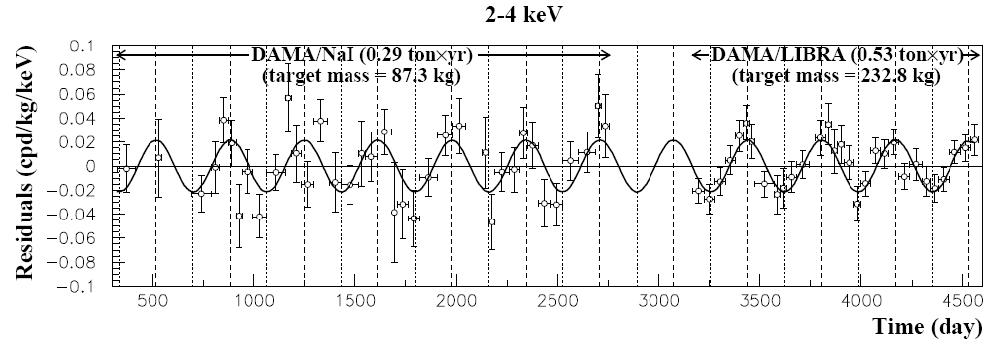 2-4 keV
Residuals (cpd/kg/keV)
0.1
0.08
0.06
0.04
0.02
0
−0.02
−0.04
−0.06
−0.08
−0.1
DAMA/NaI (0.29 ton×yr)
(target mass = 87.3 kg)
DAMA/LIBRA (0.53 ton×yr)
(target mass = 232.8 kg)
500 1000 1500 2000 2500 3000 3500 4000 4500
Time (day)